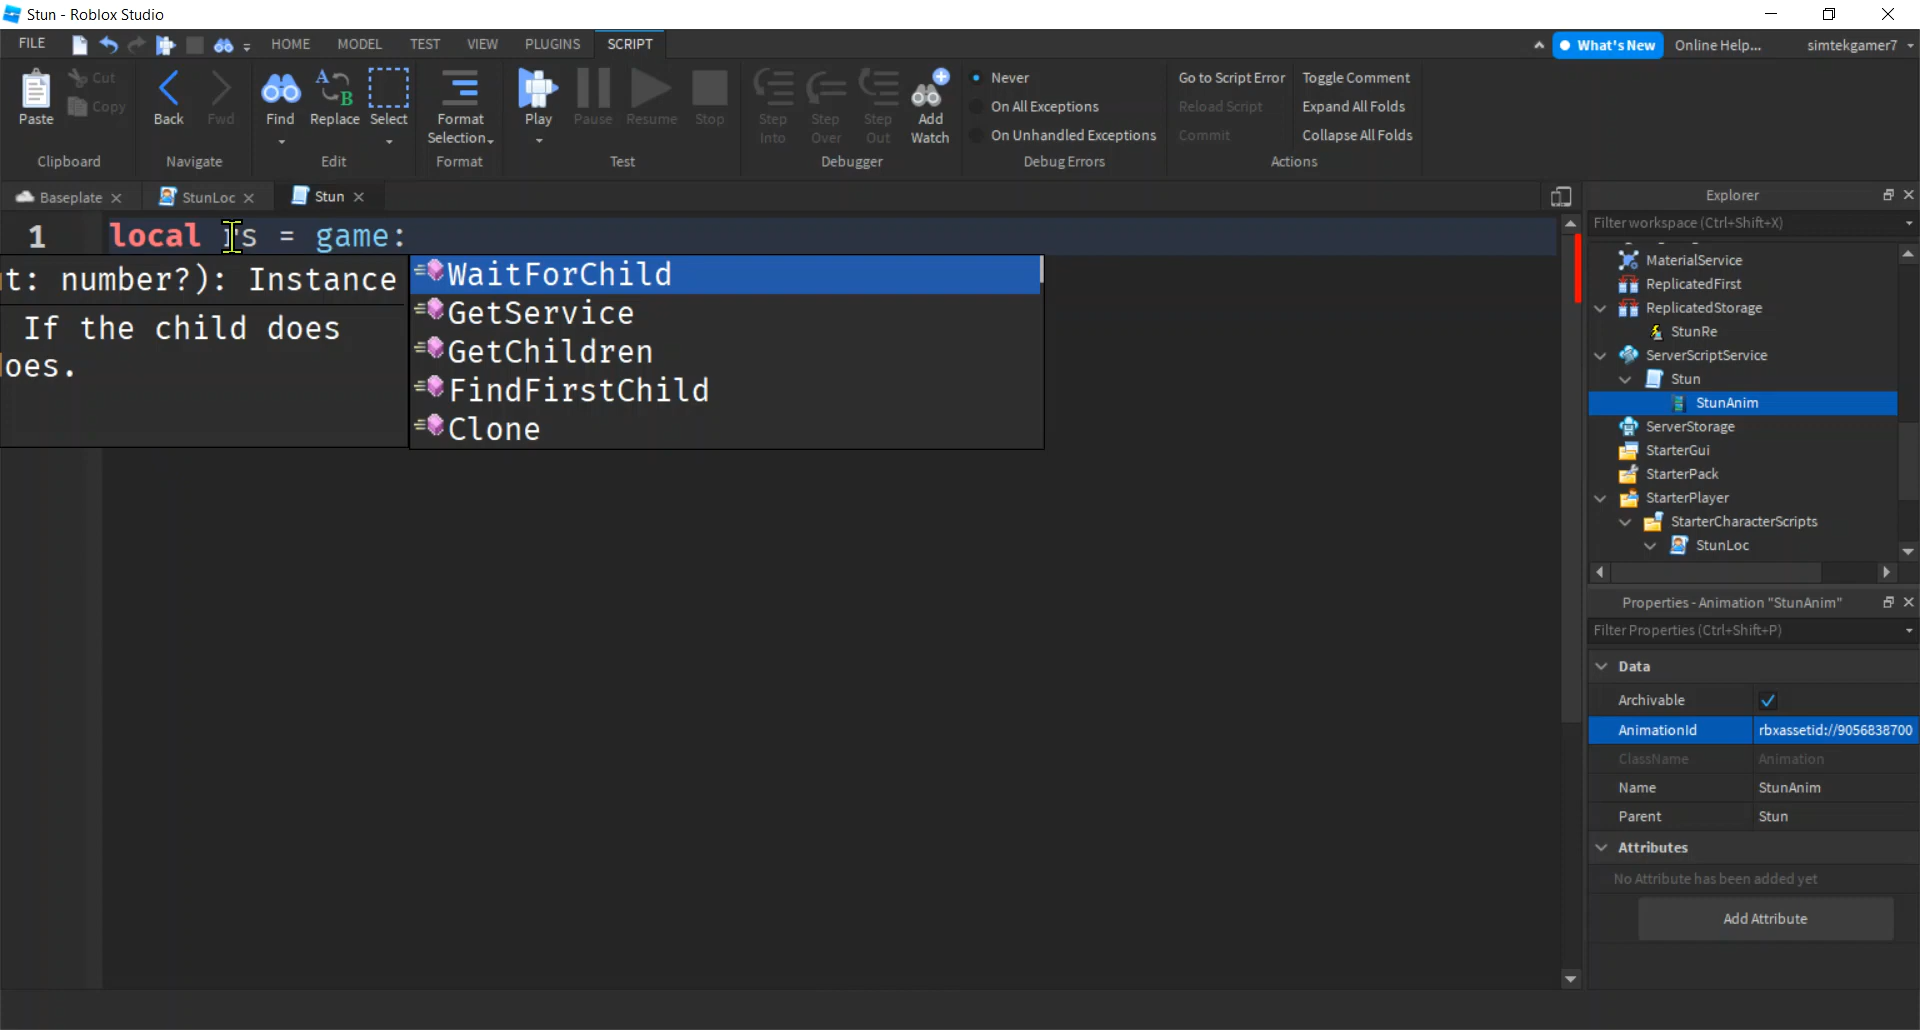 Stun - Roblox Studio
FILE HOME MODEL TEST VIEW PLUGINS SCRIPT What's New Online Help... simtekgamer7
Paste
Cut
Copy
Clipboard
Back
Fwd
Navigate
Find
Replace
Select
Edit
Format
Selection
Format
Play
Pause
Resume
Stop
Test
Step
Into
Step
Over
Step
Out
Add
Watch
Debugger
Never
On All Exceptions
On Unhandled Exceptions
Debug Errors
Go to Script Error
Reload Script
Commit
Toggle Comment
Expand All Folds
Collapse All Folds
Actions
Baseplate
StunLoc
Stun
1 local rs = game:
t: number?): Instance
If the child does
oes.
WaitForChild
GetService
GetChildren
FindFirstChild
Clone
Explorer
Filter workspace (Ctrl+Shift+X)
MaterialService
ReplicatedFirst
ReplicatedStorage
StunRe
ServerScriptService
Stun
StunAnim
ServerStorage
StarterGui
StarterPack
StarterPlayer
StarterCharacterScripts
StunLoc
Properties - Animation "StunAnim"
Filter Properties (Ctrl+Shift+P)
Data
Archivable
AnimationId rbxassetid://9056838700
ClassName Animation
Name StunAnim
Parent Stun
Attributes
No Attribute has been added yet
Add Attribute